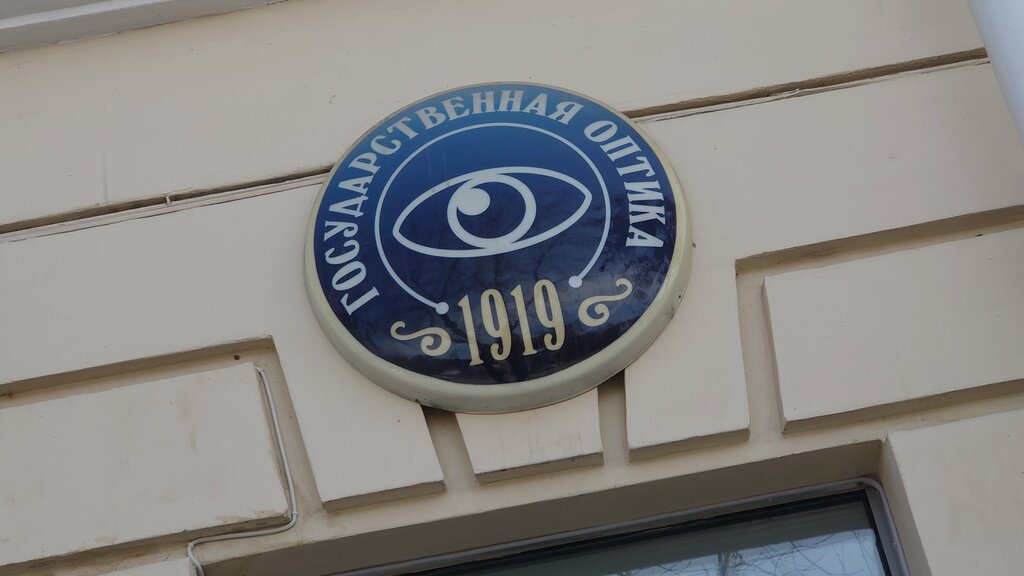 ГОСУДАРСТВЕННАЯ ОПТИКА
1919